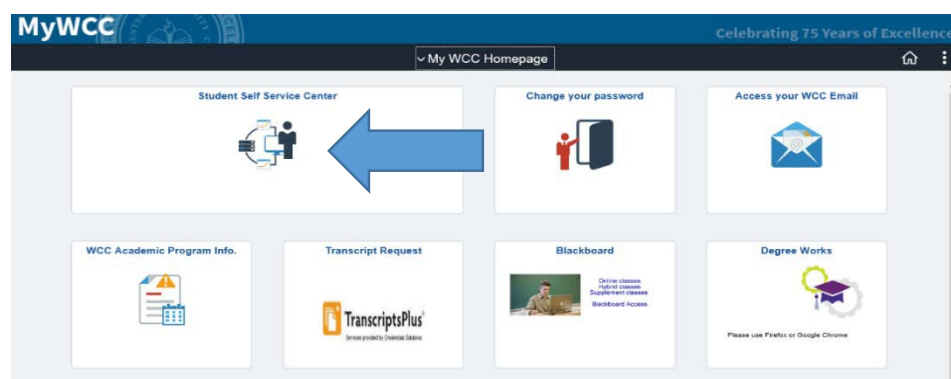 MyWCC
Celebrating 75 Years of Excellence
My WCC Homepage
Student Self Service Center
Change your password
Access your WCC Email
WCC Academic Program Info.
Transcript Request
Blackboard
Degree Works
Online classes
Hybrid classes
Supplement classes
Blackboard Access
TranscriptsPlus
Services provided by Credentials Solutions
Please use Firefox or Google Chrome